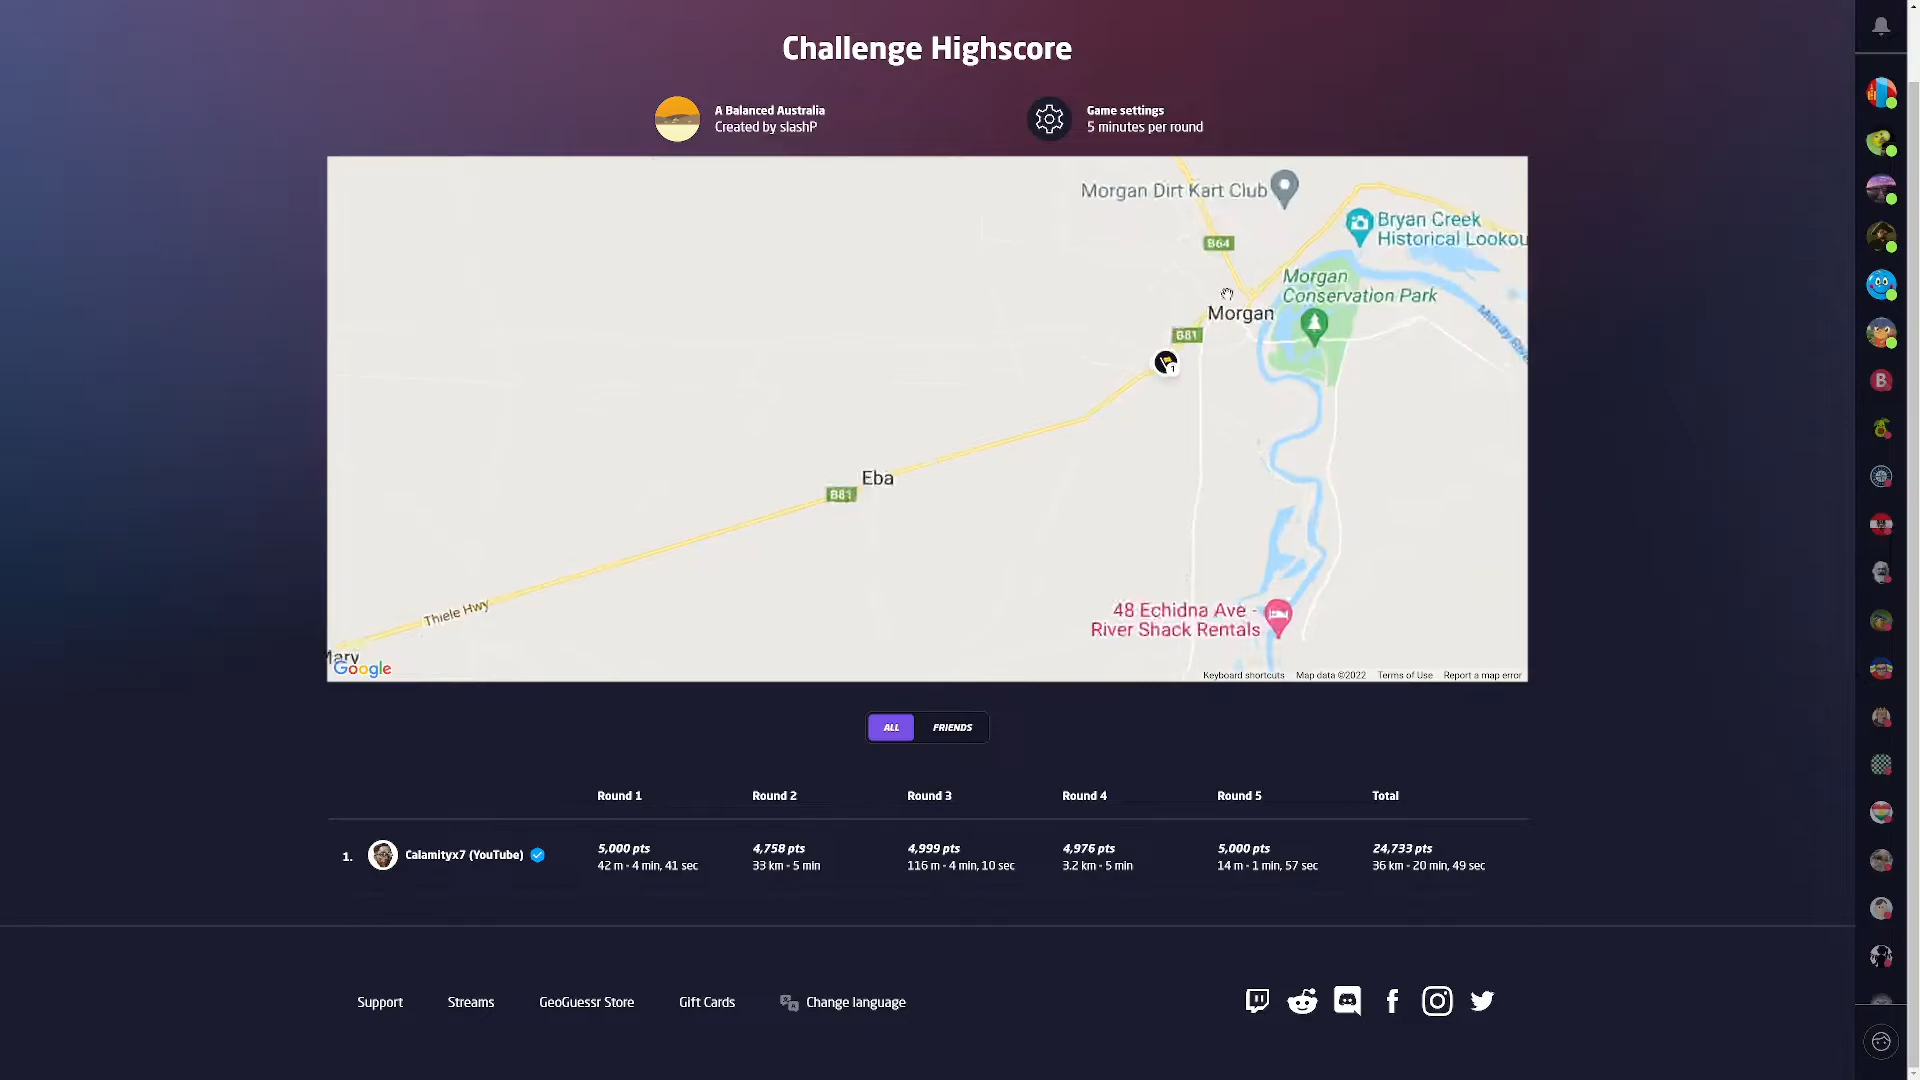 Challenge Highscore
A Balanced Australia
Created by slashP
Game settings
5 minutes per round
Morgan Dirt Kart Club
Bryan Creek
Historical Lookou
B64
Morgan
Conservation Park
Morgan
B81
1
Eba
B81
Thiele Hwy
48 Echidna Ave -
River Shack Rentals
Mary
Google
Keyboard shortcuts Map data ©2022 Terms of Use Report a map error
ALL FRIENDS
Round 1 Round 2 Round 3 Round 4 Round 5 Total
1. Calamityx7 (YouTube)
5,000 pts 4,758 pts 4,999 pts 4,976 pts 5,000 pts 24,733 pts
42 m - 4 min, 41 sec 33 km - 5 min 116 m - 4 min, 10 sec 3.2 km - 5 min 14 m - 1 min, 57 sec 36 km - 20 min, 49 sec
B
Support Streams GeoGuessr Store Gift Cards Change language